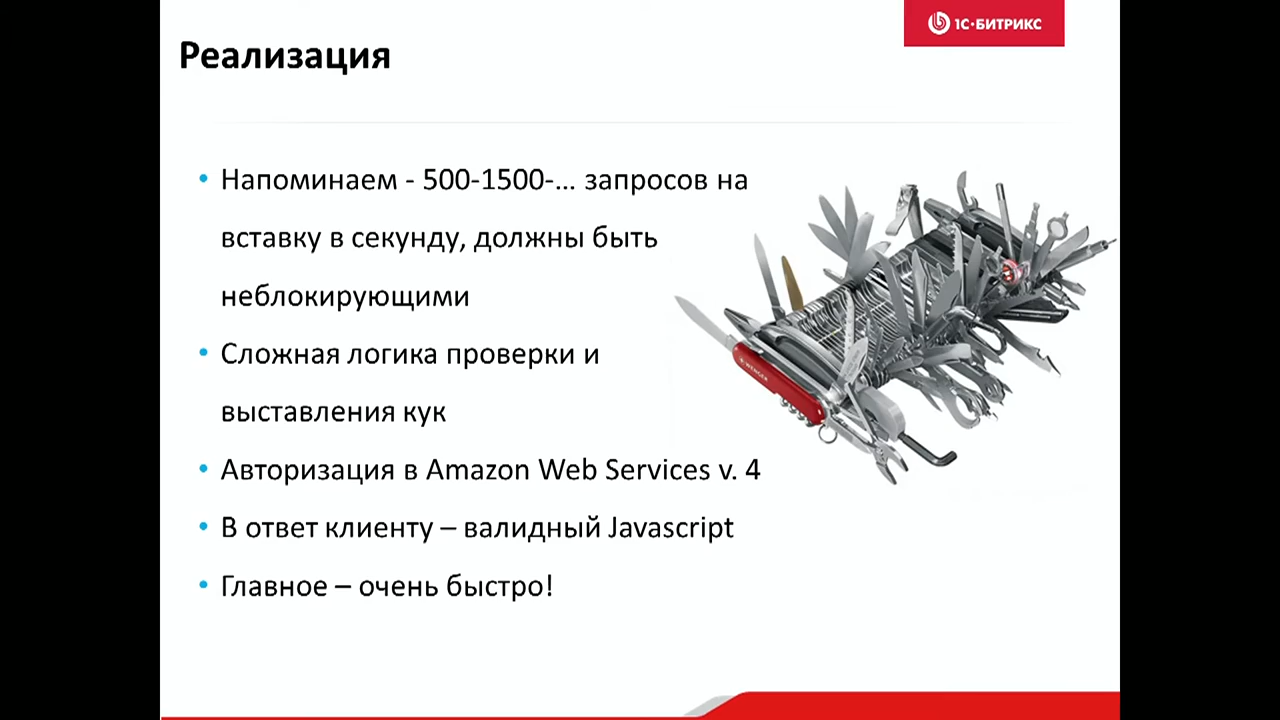 1С·БИТРИКС
Реализация
• Напоминаем - 500-1500-... запросов на
вставку в секунду, должны быть
неблокирующими
• Сложная логика проверки и
выставления кук
• Авторизация в Amazon Web Services v. 4
• В ответ клиенту – валидный Javascript
• Главное – очень быстро!
WENGER